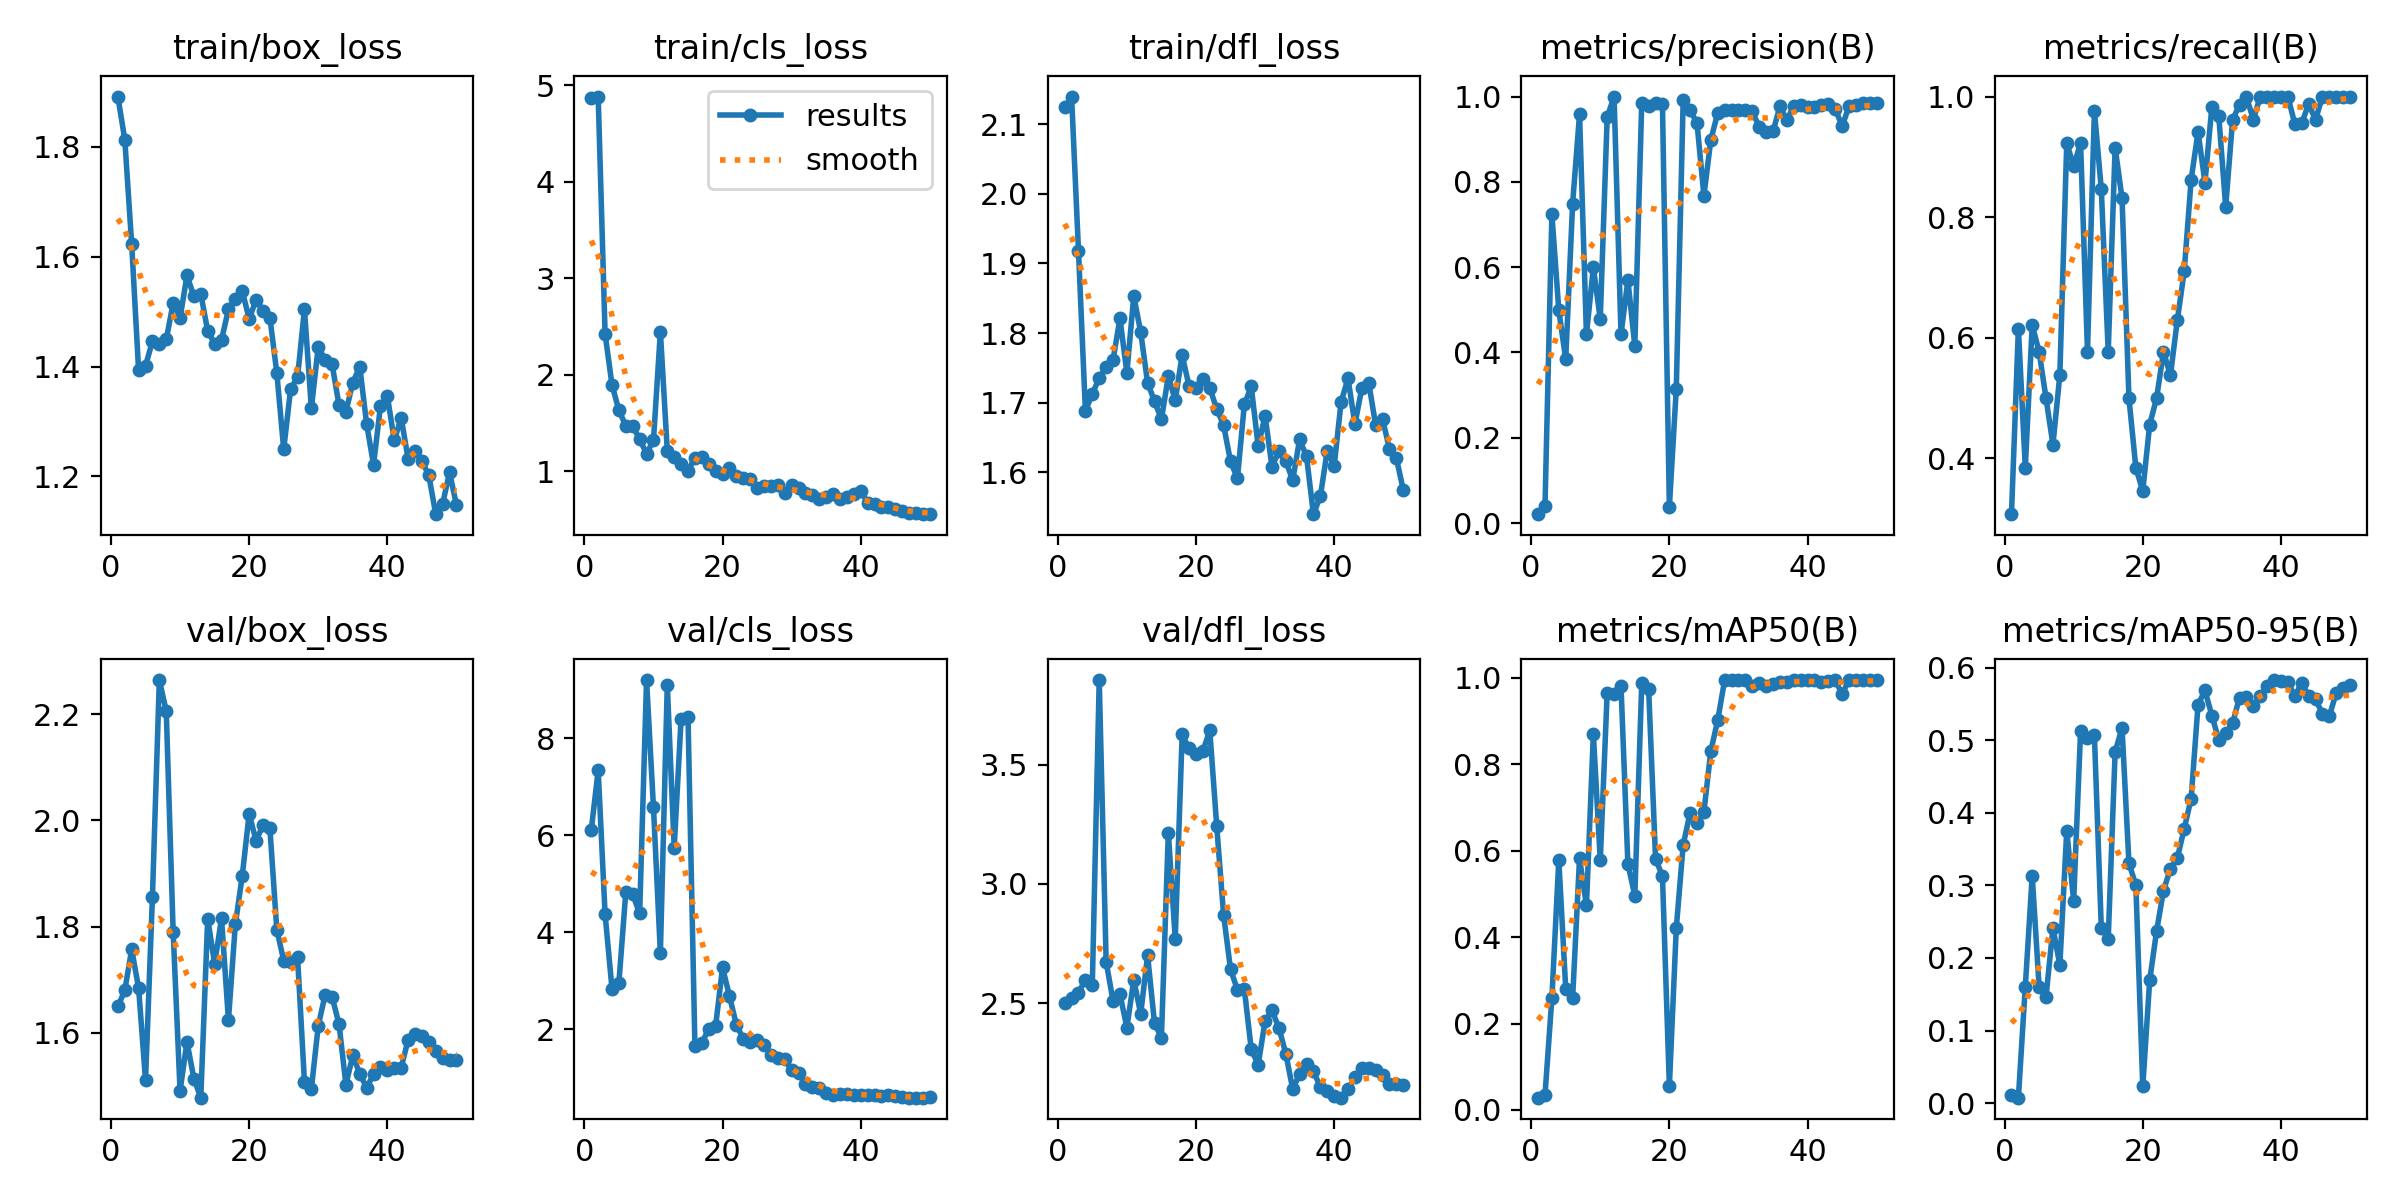 train/box_loss
1.8
1.6
1.4
1.2
0 20 40
train/cls_loss
results
smooth
5
4
3
2
1
0 20 40
train/dfl_loss
2.1
2.0
1.9
1.8
1.7
1.6
0 20 40
metrics/precision(B)
1.0
0.8
0.6
0.4
0.2
0.0
0 20 40
metrics/recall(B)
1.0
0.8
0.6
0.4
0 20 40
val/box_loss
2.2
2.0
1.8
1.6
0 20 40
val/cls_loss
8
6
4
2
0 20 40
val/dfl_loss
3.5
3.0
2.5
0 20 40
metrics/mAP50(B)
1.0
0.8
0.6
0.4
0.2
0.0
0 20 40
metrics/mAP50-95(B)
0.6
0.5
0.4
0.3
0.2
0.1
0.0
0 20 40